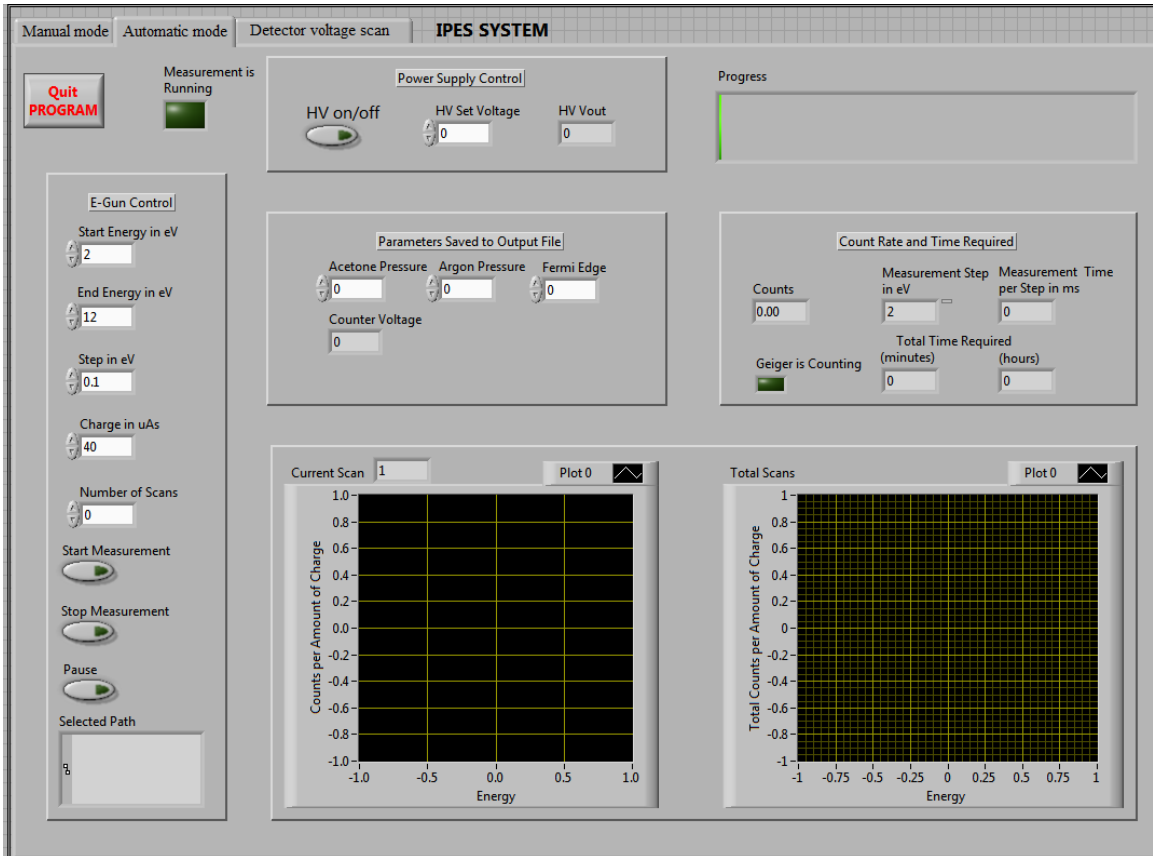 Manual mode
Automatic mode
Detector voltage scan
IPES SYSTEM
Quit
PROGRAM
Measurement is
Running
Power Supply Control
HV on/off
HV Set Voltage
0
HV Vout
0
Progress
E-Gun Control
Start Energy in eV
2
End Energy in eV
12
Step in eV
0.1
Charge in uAs
40
Number of Scans
0
Start Measurement
Stop Measurement
Pause
Selected Path
Parameters Saved to Output File
Acetone Pressure
0
Argon Pressure
0
Fermi Edge
0
Counter Voltage
0
Count Rate and Time Required
Counts
0.00
Measurement Step
in eV
2
Measurement Time
per Step in ms
0
Geiger is Counting
Total Time Required
(minutes)
0
(hours)
0
Current Scan
1
Plot 0
Counts per Amount of Charge
1.0
0.8
0.6
0.4
0.2
0.0
-0.2
-0.4
-0.6
-0.8
-1.0
-1.0 -0.5 0.0 0.5 1.0
Energy
Total Scans
Plot 0
Total Counts per Amount of Charge
1
0.8
0.6
0.4
0.2
0
-0.2
-0.4
-0.6
-0.8
-1
-1 -0.75 -0.5 -0.25 0 0.25 0.5 0.75 1
Energy